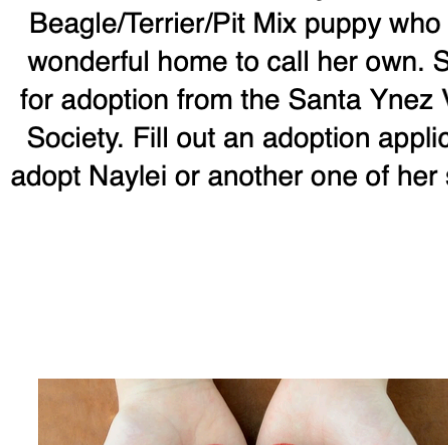 Beagle/Terrier/Pit Mix puppy who
wonderful home to call her own. S
for adoption from the Santa Ynez V
Society. Fill out an adoption applic
adopt Naylei or another one of her s